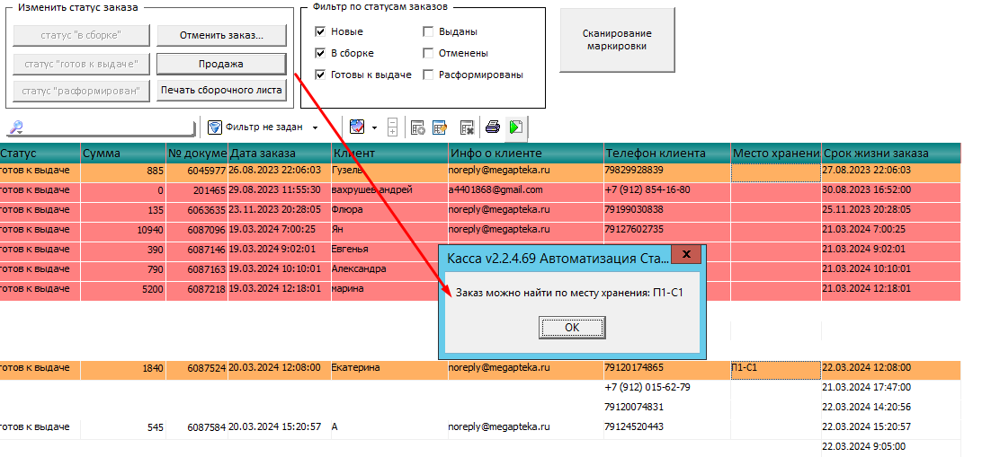 Изменить статус заказа
статус "в сборке"
Отменить заказ...
статус "готов к выдаче"
Продажа
статус "расформирован"
Печать сборочного листа
Фильтр по статусам заказов
Новые
Выданы
В сборке
Отменены
Готовы к выдаче
Расформированы
Сканирование
маркировки
Фильтр не задан
Статус Сумма № докуме Дата заказа Клиент Инфо о клиенте Телефон клиента Место хранени Срок жизни заказа
готов к выдаче 885 6045977 26.08.2023 22:06:03 Гузель noreply@megapteka.ru 79829928839 27.08.2023 22:06:03
готов к выдаче 0 201465 29.08.2023 11:55:30 вахрушев андрей a4401868@gmail.com +7 (912) 854-16-80 30.08.2023 16:52:00
готов к выдаче 135 6063635 23.11.2023 20:28:05 Флюра noreply@megapteka.ru 79199030838 25.11.2023 20:28:05
готов к выдаче 10940 6087096 19.03.2024 7:00:25 Ян noreply@megapteka.ru 79127602735 21.03.2024 7:00:25
готов к выдаче 390 6087146 19.03.2024 9:02:01 Евгенья 21.03.2024 9:02:01
готов к выдаче 790 6087163 19.03.2024 10:10:01 Александра 21.03.2024 10:10:01
готов к выдаче 5200 6087218 19.03.2024 12:18:01 марина 21.03.2024 12:18:01
Касса v2.2.4.69 Автоматизация Ста...
Заказ можно найти по месту хранения: П1-С1
OK
готов к выдаче 1840 6087524 20.03.2024 12:08:00 Екатерина noreply@megapteka.ru 79120174865 П1-С1 22.03.2024 12:08:00
+7 (912) 015-62-79 21.03.2024 17:47:00
79120074831 22.03.2024 14:20:56
готов к выдаче 545 6087584 20.03.2024 15:20:57 А noreply@megapteka.ru 79124520443 22.03.2024 15:20:57
22.03.2024 9:05:00